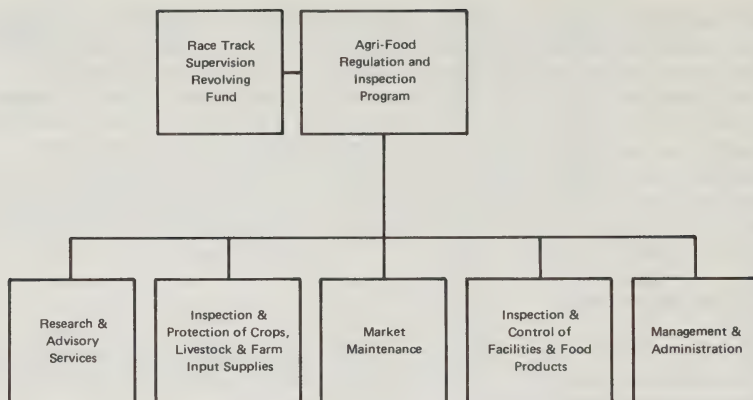 Race Track
Supervision
Revolving
Fund
Agri-Food
Regulation and
Inspection
Program
Research &
Advisory
Services
Inspection &
Protection of Crops,
Livestock & Farm
Input Supplies
Market
Maintenance
Inspection &
Control of
Facilities & Food
Products
Management &
Administration